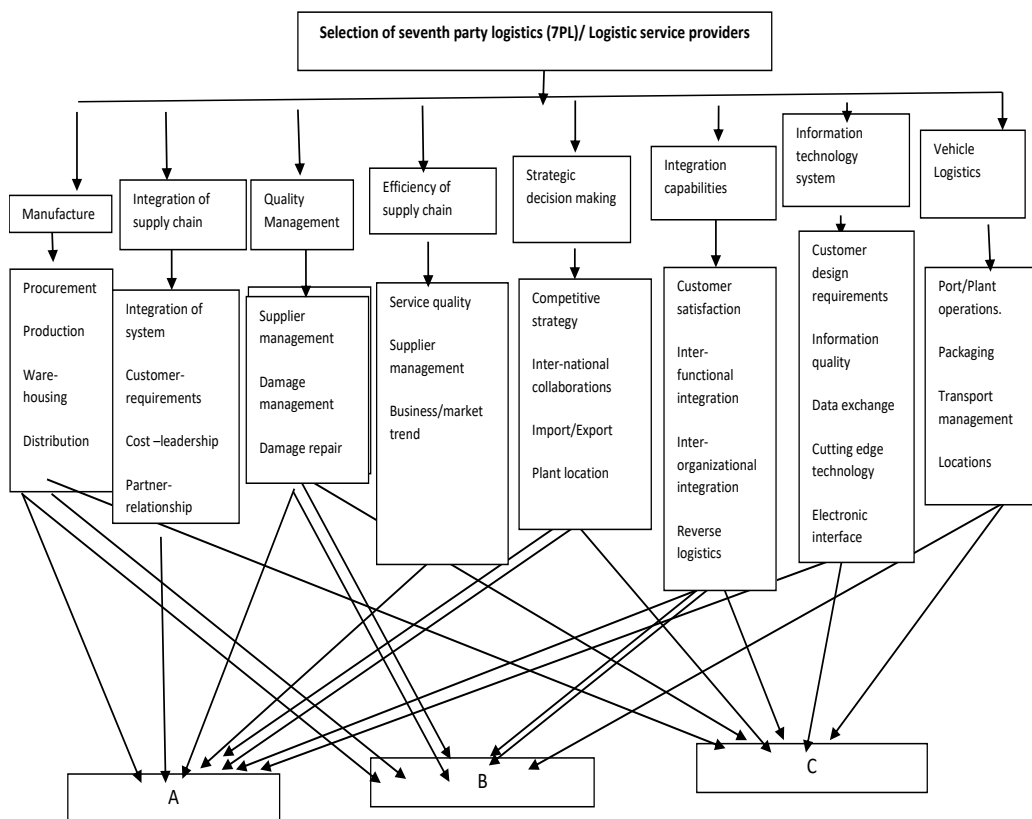 Selection of seventh party logistics (7PL)/ Logistic service providers
Manufacture
Integration of
supply chain
Quality
Management
Efficiency of
supply chain
Strategic
decision making
Integration
capabilities
Information
technology
system
Vehicle
Logistics
Procurement
Production
Ware-
housing
Distribution
Integration of
system
Customer-
requirements
Cost –leadership
Partner-
relationship
Supplier
management
Damage
management
Damage repair
Service quality
Supplier
management
Business/market
trend
Competitive
strategy
Inter-national
collaborations
Import/Export
Plant location
Customer
satisfaction
Inter-
functional
integration
Inter-
organizational
integration
Reverse
logistics
Customer
design
requirements
Information
quality
Data exchange
Cutting edge
technology
Electronic
interface
Port/Plant
operations.
Packaging
Transport
management
Locations
A
B
C